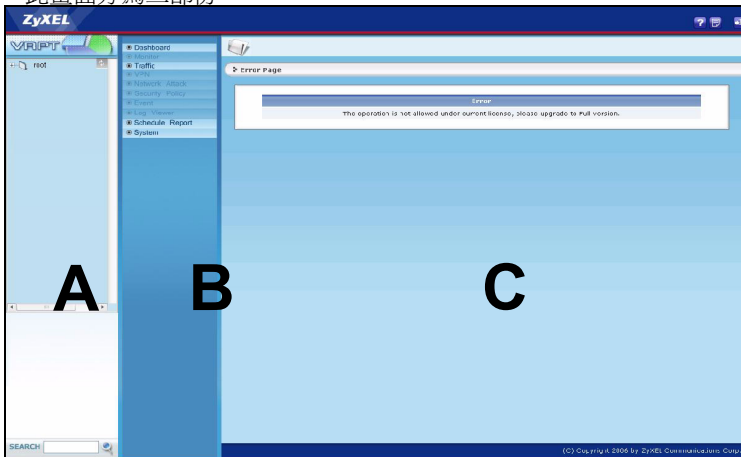 此畫面分為三部份
ZyXEL
VRPT
root
Dashboard
Monitor
Traffic
VPN
Network Attack
Security Policy
Event
Log Viewer
Schedule Report
System
Error Page
Error
The operation is not allowed under current license, please upgrade to Full version.
A
B
C
SEARCH
(C) Copyright 2006 by ZyXEL Communications Corp.